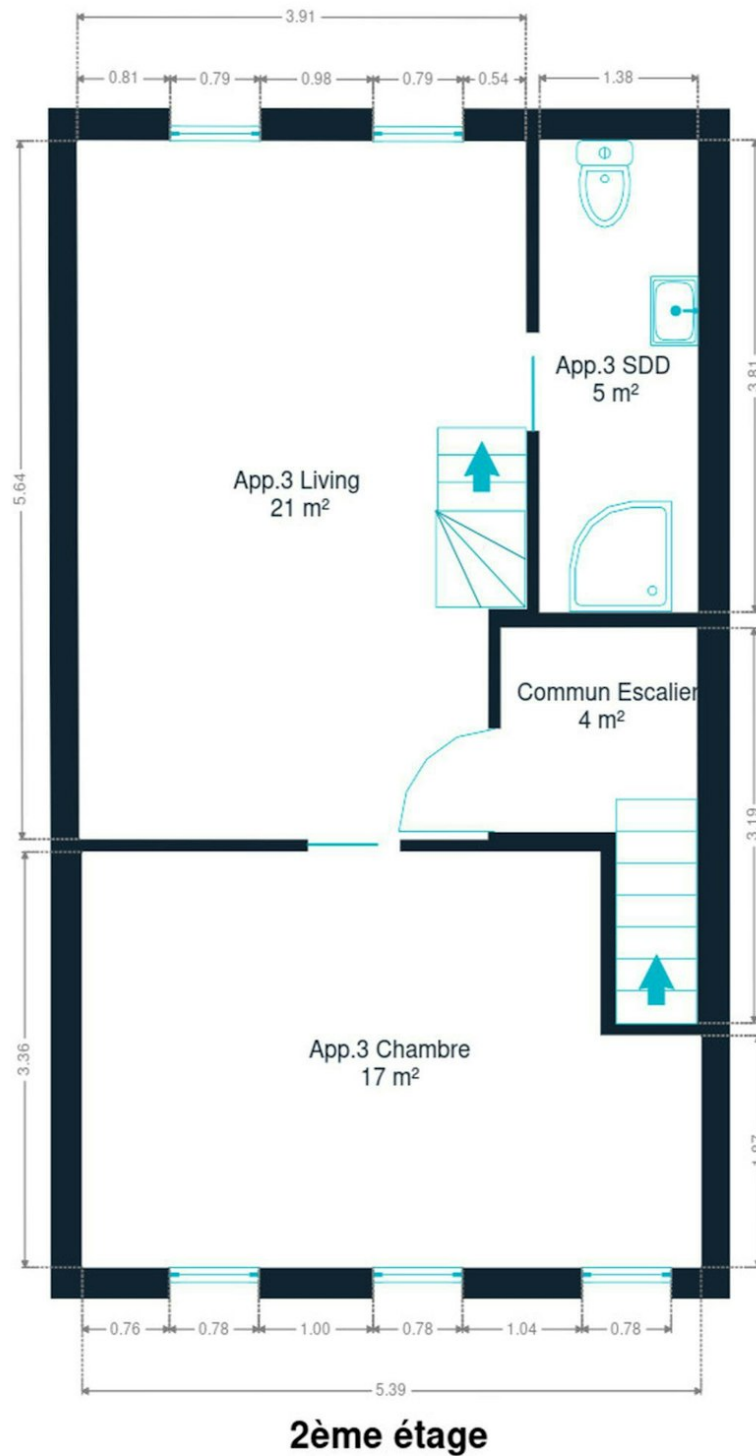 3.91
0.81 0.79 0.98 0.79 0.54 1.38
App.3 SDD
5 m²
3.81
App.3 Living
21 m²
5.64
Commun Escalier
4 m²
3.19
App.3 Chambre
17 m²
3.36
0.76 0.78 1.00 0.78 1.04 0.78
5.39
2ème étage